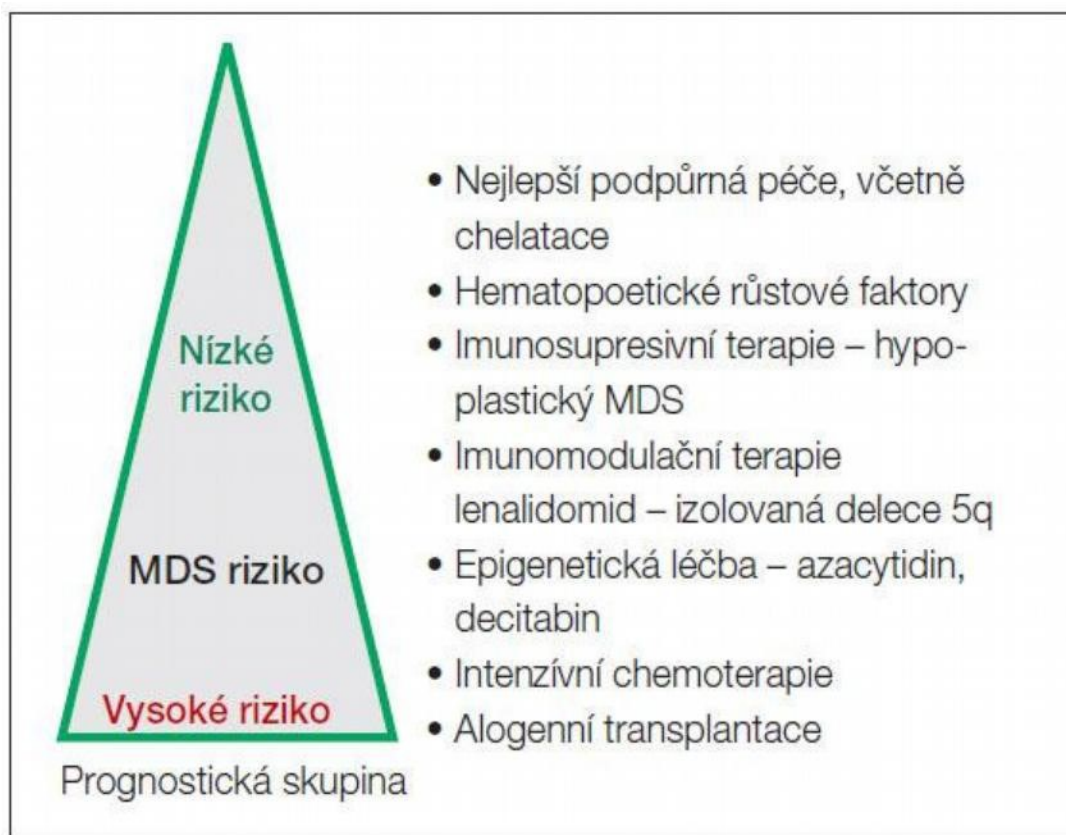 Nízké
riziko
MDS riziko
Vysoké riziko
Prognostická skupina
• Nejlepší podpůrná péče, včetně
chelatace
• Hematopoetické růstové faktory
• Imunosupresivní terapie – hypo-
plastický MDS
• Imunomodulační terapie
lenalidomid – izolovaná delece 5q
• Epigenetická léčba – azacytidin,
decitabin
• Intenzívní chemoterapie
• Alogenní transplantace